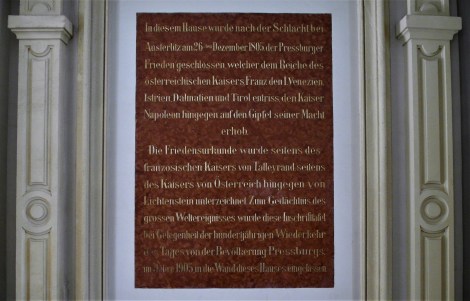 In diesem Hause wurde nach der Schlacht bei
Austerlitz am 26ten Dezember 1805 der Pressburger
Frieden geschlossen, welcher dem Reiche des
österreichischen Kaisers Franz den I. Venezien,
Istrien, Dalmatien und Tirol entriss, den Kaiser
Napoleon hingegen auf den Gipfel seiner Macht
erhob.
Die Friedensurkunde wurde seitens des
französischen Kaisers von Talleyrand seitens
des Kaisers von Österreich hingegen von
Lichtenstein unterzeichnet Zum Gedächtnis des
grossen Weltereignisses wurde diese Inschrifttafel
bei Gelegenheit der hundertjährigen Wiederkehr
des Tages von der Bevölkerung Pressburgs
im Jahre 1905 in die Wand dieses Hauses eingelassen